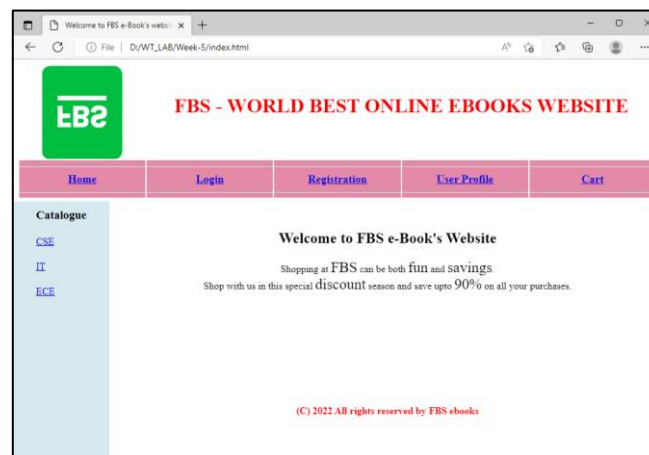 Welcome to FBS e-Book's websi
File D:/WT_LAB/Week-5/index.html
FBS
FBS - WORLD BEST ONLINE EBOOKS WEBSITE
Home Login Registration User Profile Cart
Catalogue
CSE
IT
ECE
Welcome to FBS e-Book's Website
Shopping at FBS can be both fun and savings.
Shop with us in this special discount season and save upto 90% on all your purchases.
(C) 2022 All rights reserved by FBS ebooks